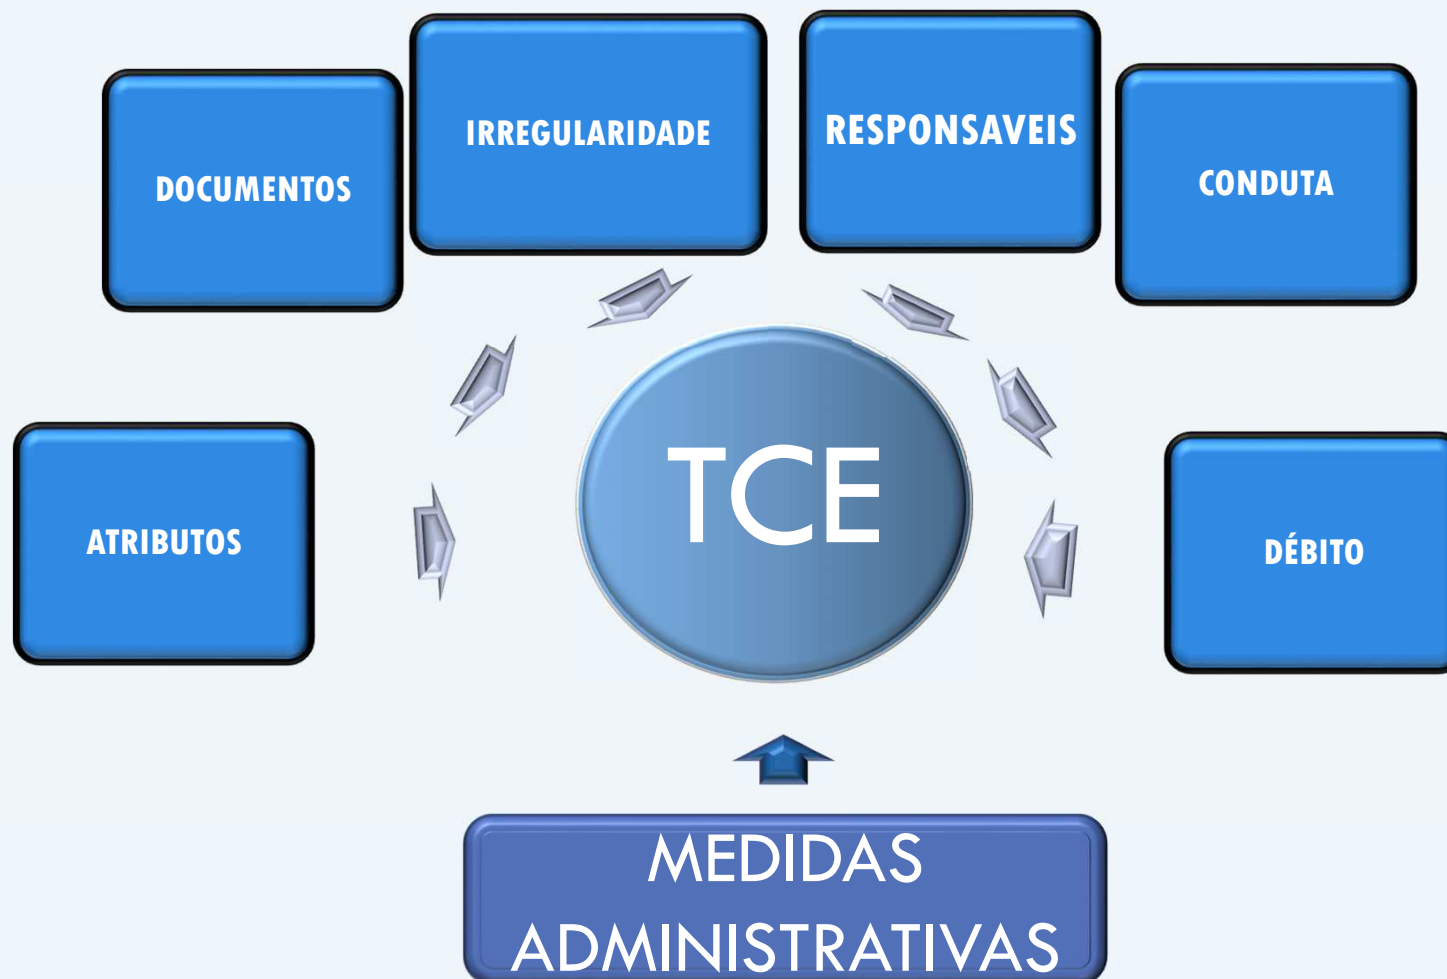 DOCUMENTOS
IRREGULARIDADE
RESPONSAVEIS
CONDUTA
ATRIBUTOS
TCE
DÉBITO
MEDIDAS
ADMINISTRATIVAS